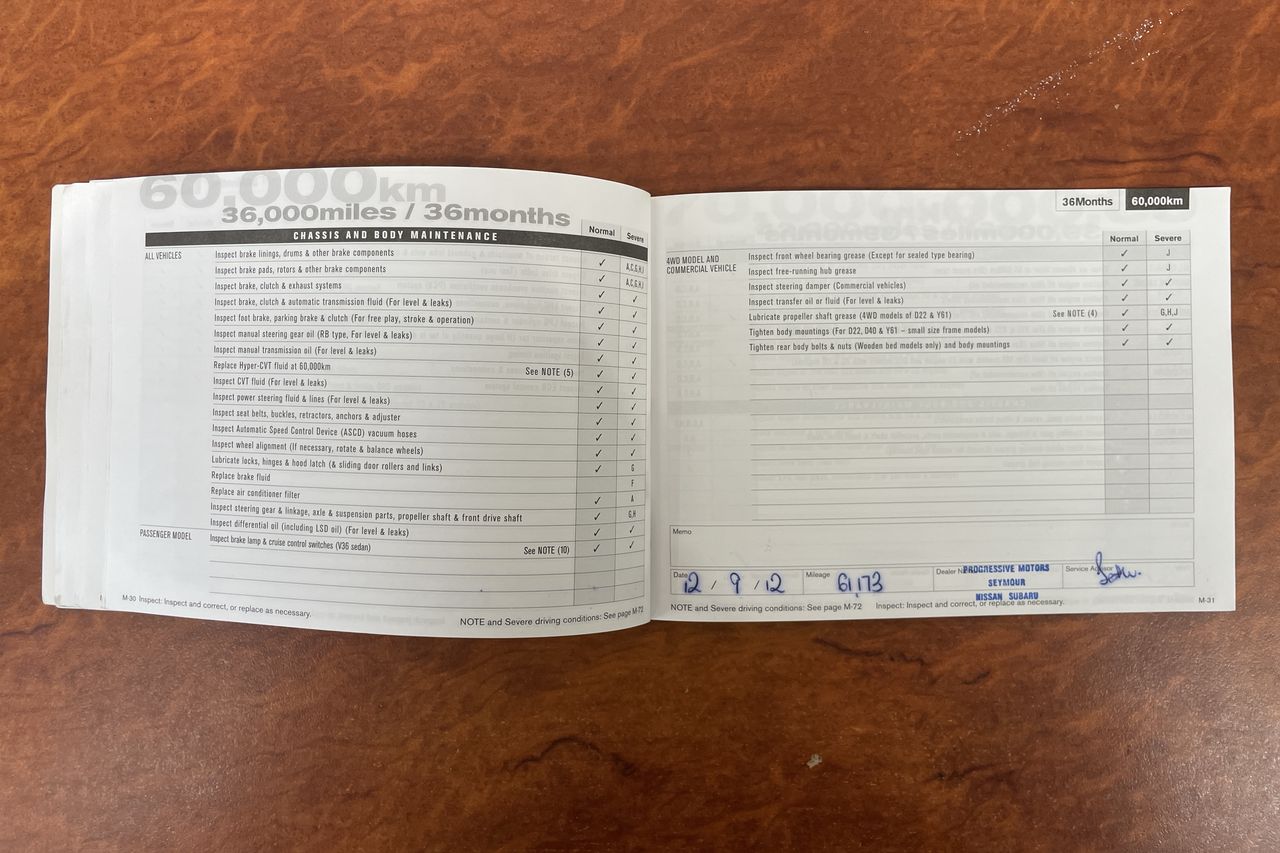 60,000km
36,000miles / 36months
CHASSIS AND BODY MAINTENANCE
Normal Severe
ALL VEHICLES Inspect brake linings, drums & other brake components ✓ A,C,G,H,I
Inspect brake pads, rotors & other brake components ✓ A,C,G,H,I
Inspect brake, clutch & exhaust systems ✓ ✓
Inspect brake, clutch & automatic transmission fluid (For level & leaks) ✓ ✓
Inspect foot brake, parking brake & clutch (For free play, stroke & operation) ✓ ✓
Inspect manual steering gear oil (RB type, For level & leaks) ✓ ✓
Inspect manual transmission oil (For level & leaks) ✓ ✓
Replace Hyper-CVT fluid at 60,000km See NOTE (5) ✓ ✓
Inspect CVT fluid (For level & leaks) ✓ ✓
Inspect power steering fluid & lines (For level & leaks) ✓ ✓
Inspect seat belts, buckles, retractors, anchors & adjuster ✓ ✓
Inspect Automatic Speed Control Device (ASCD) vacuum hoses ✓ ✓
Inspect wheel alignment (If necessary, rotate & balance wheels) ✓ ✓
Lubricate locks, hinges & hood latch (& sliding door rollers and links) ✓ G
Replace brake fluid F
Replace air conditioner filter ✓ A
Inspect steering gear & linkage, axle & suspension parts, propeller shaft & front drive shaft ✓ G,H
Inspect differential oil (including LSD oil) (For level & leaks) ✓ ✓
PASSENGER MODEL Inspect brake lamp & cruise control switches (V36 sedan) See NOTE (10) ✓ ✓
M-30 Inspect: Inspect and correct, or replace as necessary.
NOTE and Severe driving conditions: See page M-72
36Months 60,000km
Normal Severe
4WD MODEL AND COMMERCIAL VEHICLE Inspect front wheel bearing grease (Except for sealed type bearing) ✓ J
Inspect free-running hub grease ✓ J
Inspect steering damper (Commercial vehicles) ✓ ✓
Inspect transfer oil or fluid (For level & leaks) ✓ ✓
Lubricate propeller shaft grease (4WD models of D22 & Y61) See NOTE (4) ✓ G,H,J
Tighten body mountings (For D22, D40 & Y61 – small size frame models) ✓ ✓
Tighten rear body bolts & nuts (Wooden bed models only) and body mountings ✓ ✓
Memo
Date 12 / 9 / 12 Mileage 61,173 Dealer PROGRESSIVE MOTORS Service
SEYMOUR
NISSAN SUBARU
NOTE and Severe driving conditions: See page M-72 Inspect: Inspect and correct, or replace as necessary.
M-31